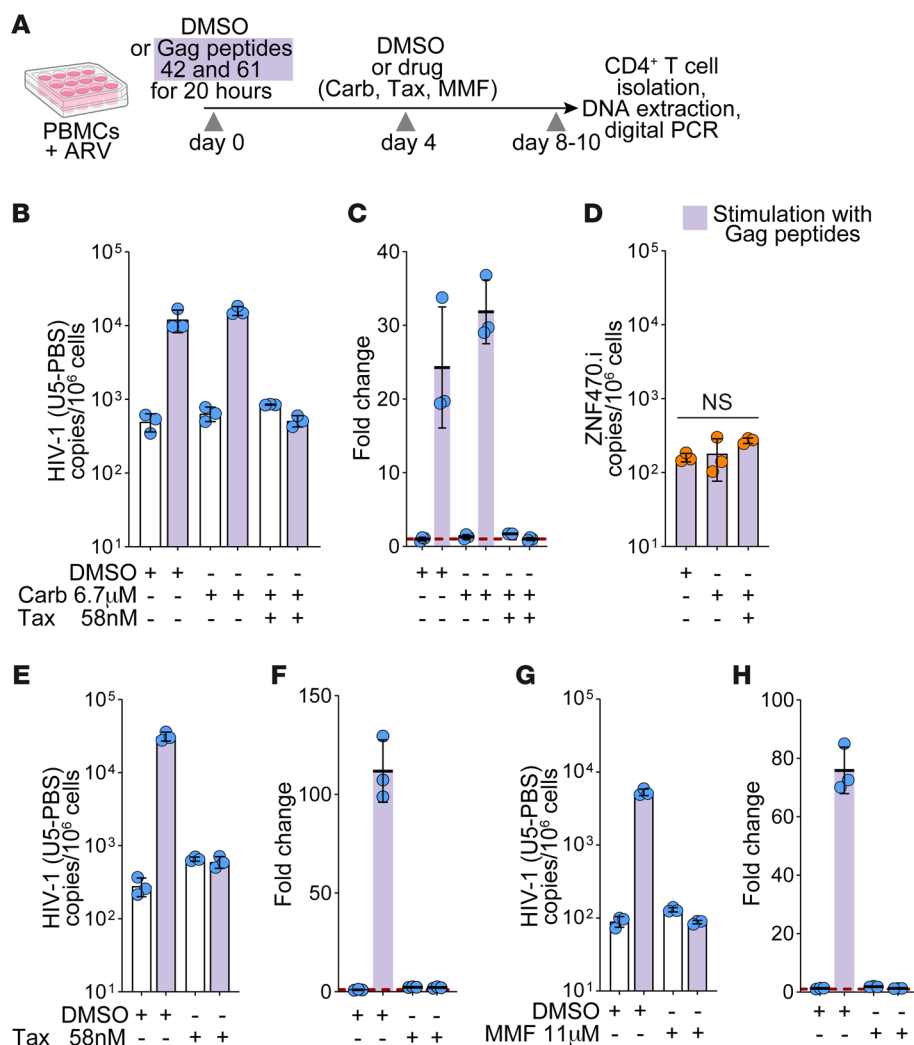 A
DMSO
or Gag peptides
42 and 61
for 20 hours
DMSO
or drug
(Carb, Tax, MMF)
CD4⁺ T cell
isolation,
DNA extraction,
digital PCR
PBMCs
+ ARV
day 0
day 4
day 8-10
B
HIV-1 (U5-PBS)
copies/10⁶ cells
10⁵
10⁴
10³
10²
10¹
DMSO + + - - - -
Carb 6.7μM - - + + + +
Tax 58nM - - - - + +
C
Fold change
40
30
20
10
0
+ + - - - -
- - + + + +
- - - - + +
D
Stimulation with
Gag peptides
ZNF470.i
copies/10⁶ cells
10⁵
10⁴
10³
10²
10¹
NS
+ - -
- + +
- - +
E
HIV-1 (U5-PBS)
copies/10⁶ cells
10⁵
10⁴
10³
10²
10¹
DMSO + + - -
Tax 58nM - - + +
F
Fold change
150
100
50
0
+ + - -
- - + +
G
HIV-1 (U5-PBS)
copies/10⁶ cells
10⁵
10⁴
10³
10²
10¹
DMSO + + - -
MMF 11μM - - + +
H
Fold change
100
80
60
40
20
0
+ + - -
- - + +